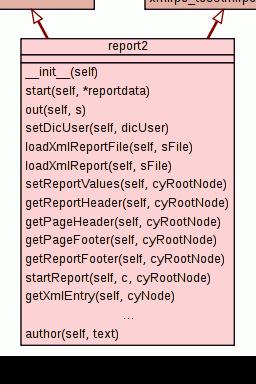 report2
__init__(self)
start(self, *reportdata)
out(self, s)
setDicUser(self, dicUser)
loadXmlReportFile(self, sFile)
loadXmlReport(self, sFile)
setReportValues(self, cyRootNode)
getReportHeader(self, cyRootNode)
getPageHeader(self, cyRootNode)
getPageFooter(self, cyRootNode)
getReportFooter(self, cyRootNode)
startReport(self, c, cyRootNode)
getXmlEntry(self, cyNode)
...
author(self, text)